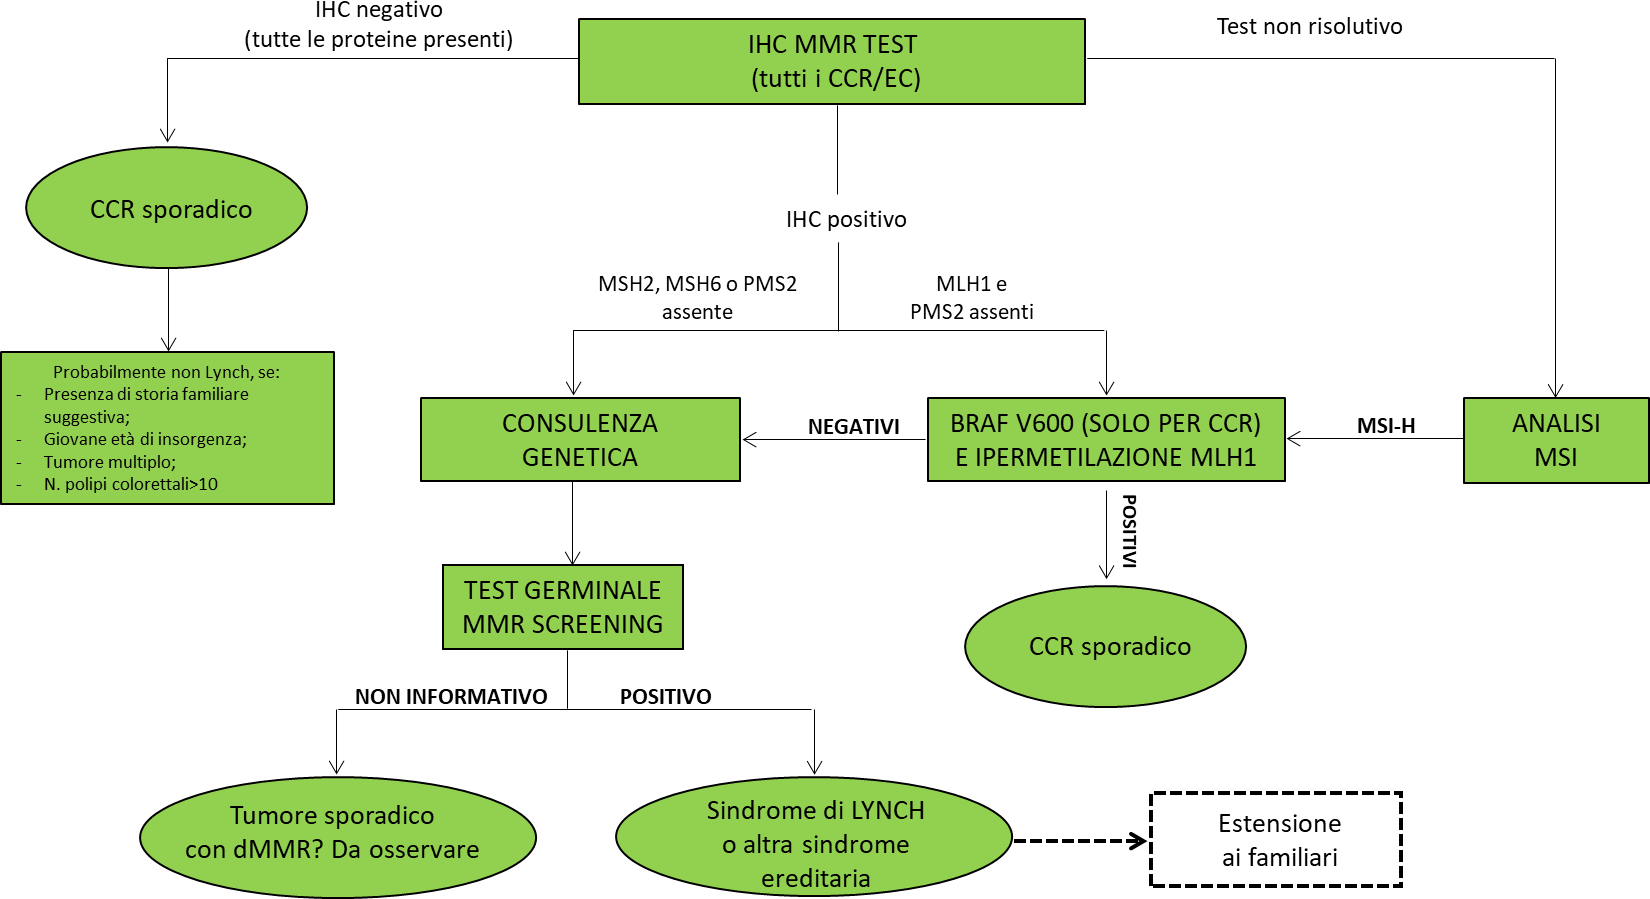 IHC negativo
(tutte le proteine presenti)
IHC MMR TEST
(tutti i CCR/EC)
Test non risolutivo
CCR sporadico
IHC positivo
MSH2, MSH6 o PMS2
assente
MLH1 e
PMS2 assenti
Probabilmente non Lynch, se:
- Presenza di storia familiare
suggestiva;
- Giovane età di insorgenza;
- Tumore multiplo;
- N. polipi colorettali>10
CONSULENZA
GENETICA
NEGATIVI
BRAF V600 (SOLO PER CCR)
E IPERMETILAZIONE MLH1
MSI-H
ANALISI
MSI
POSITIVI
TEST GERMINALE
MMR SCREENING
CCR sporadico
NON INFORMATIVO
POSITIVO
Tumore sporadico
con dMMR? Da osservare
Sindrome di LYNCH
o altra sindrome
ereditaria
Estensione
ai familiari